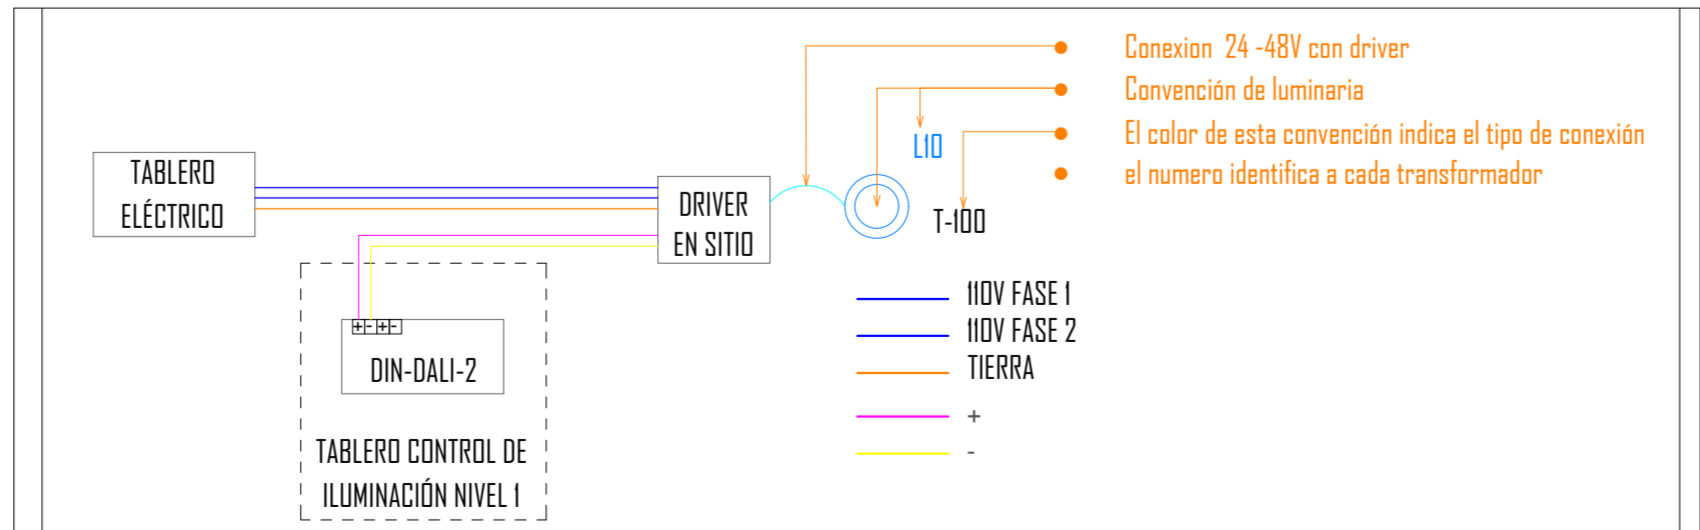 Conexion 24 -48V con driver
Convención de luminaria
El color de esta convención indica el tipo de conexión
el numero identifica a cada transformador
L10
T-100
TABLERO
ELÉCTRICO
DRIVER
EN SITIO
110V FASE 1
110V FASE 2
TIERRA
+
-
+-+-
DIN-DALI-2
TABLERO CONTROL DE
ILUMINACIÓN NIVEL 1